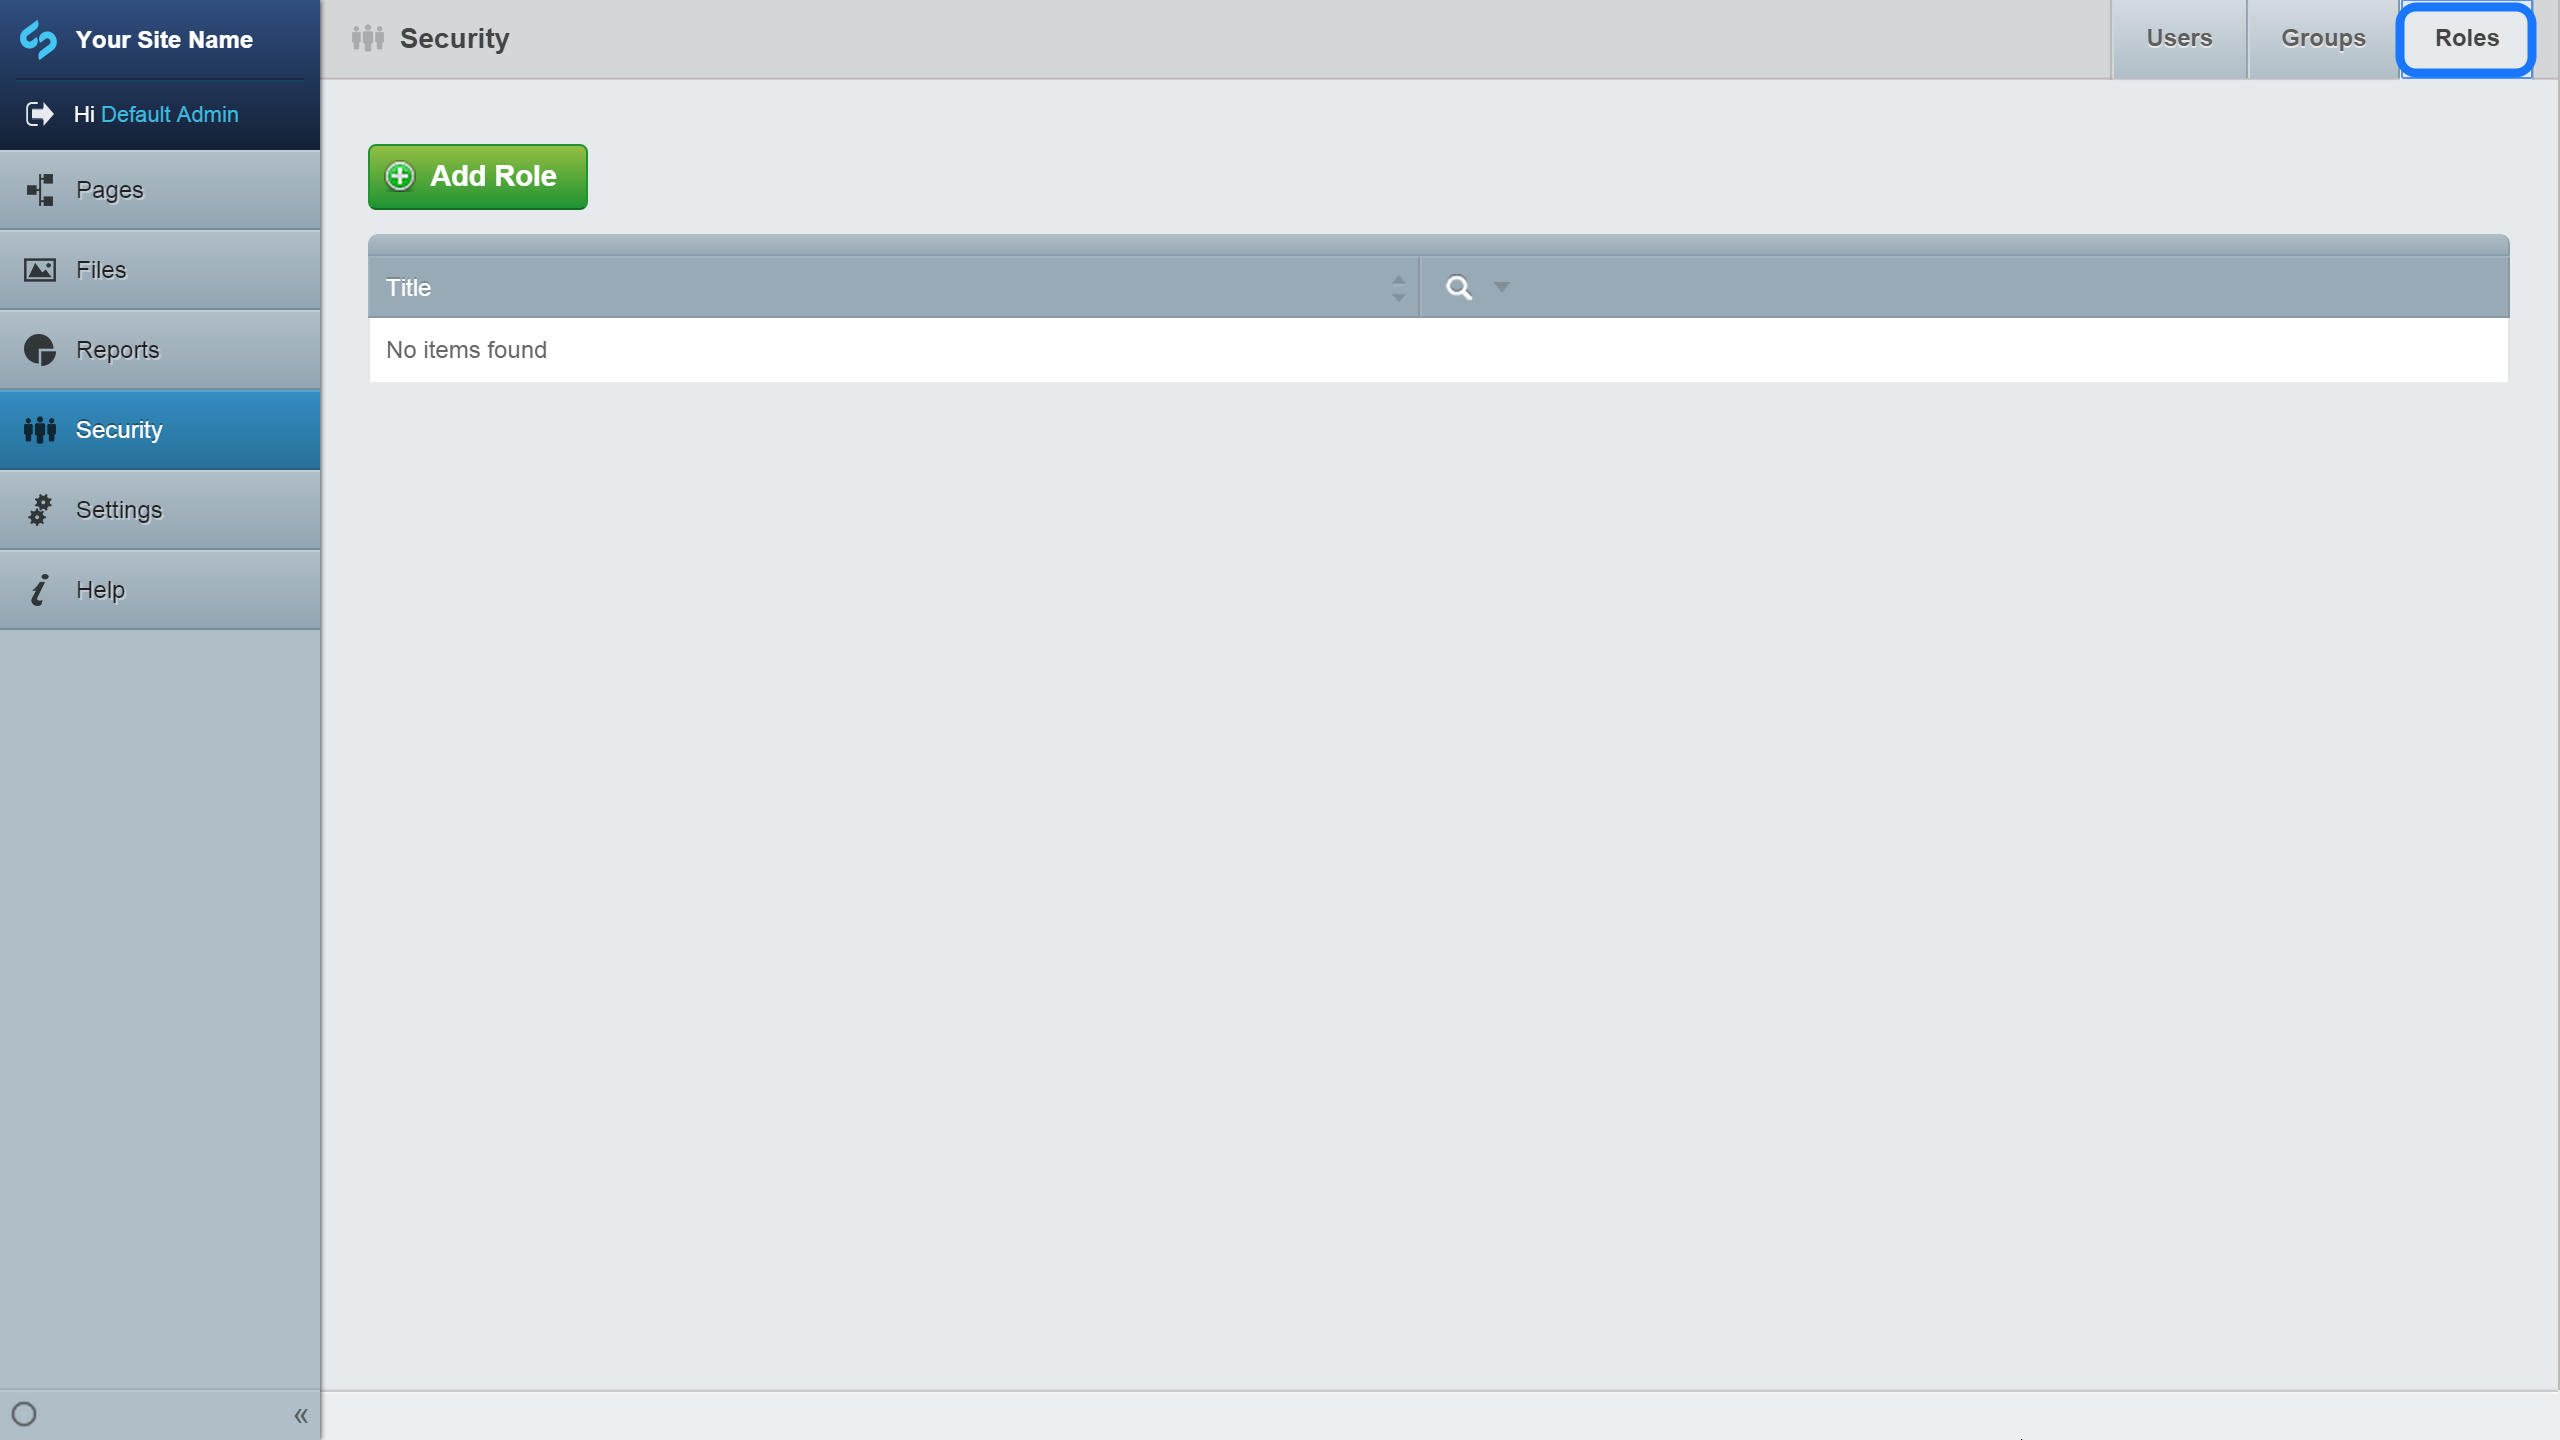 Your Site Name
Hi Default Admin
Pages
Files
Reports
Security
Settings
Help
«
Security
Users
Groups
Roles
Add Role
Title
No items found